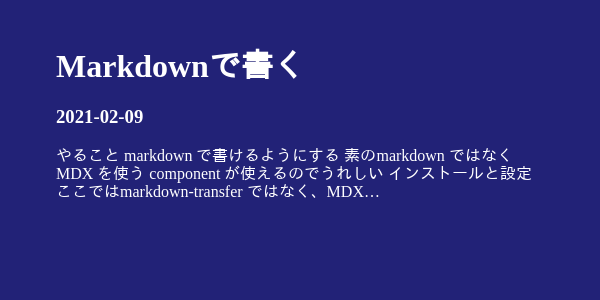 Markdownで書く
2021-02-09
やること markdown で書けるようにする 素のmarkdown ではなく
MDX を使う component が使えるのでうれしい インストールと設定
ここではmarkdown-transfer ではなく、MDX…